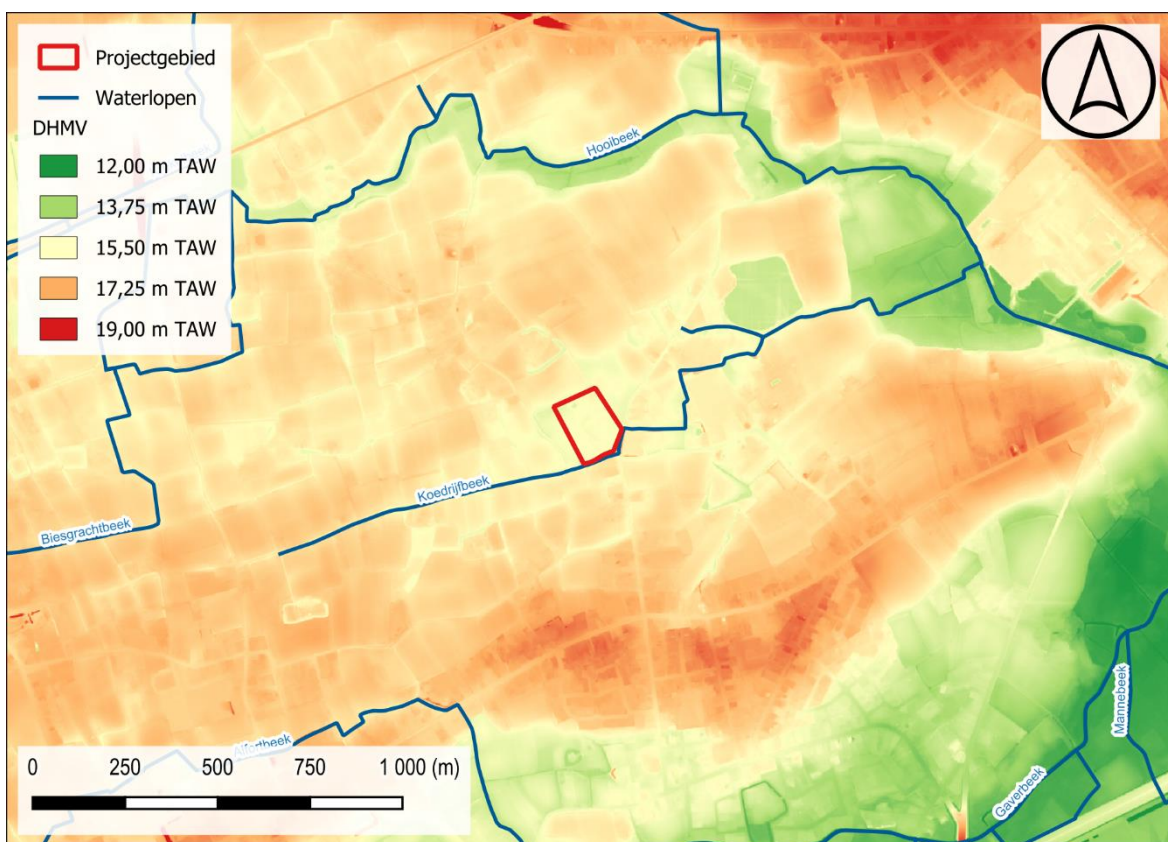 Projectgebied
Waterlopen
DHMV
12,00 m TAW
13,75 m TAW
15,50 m TAW
17,25 m TAW
19,00 m TAW
Hooibeek
Koedrijfbeek
Biesgrachtbeek
Mannebeek
Gaverbeek
0 250 500 750 1 000 (m)